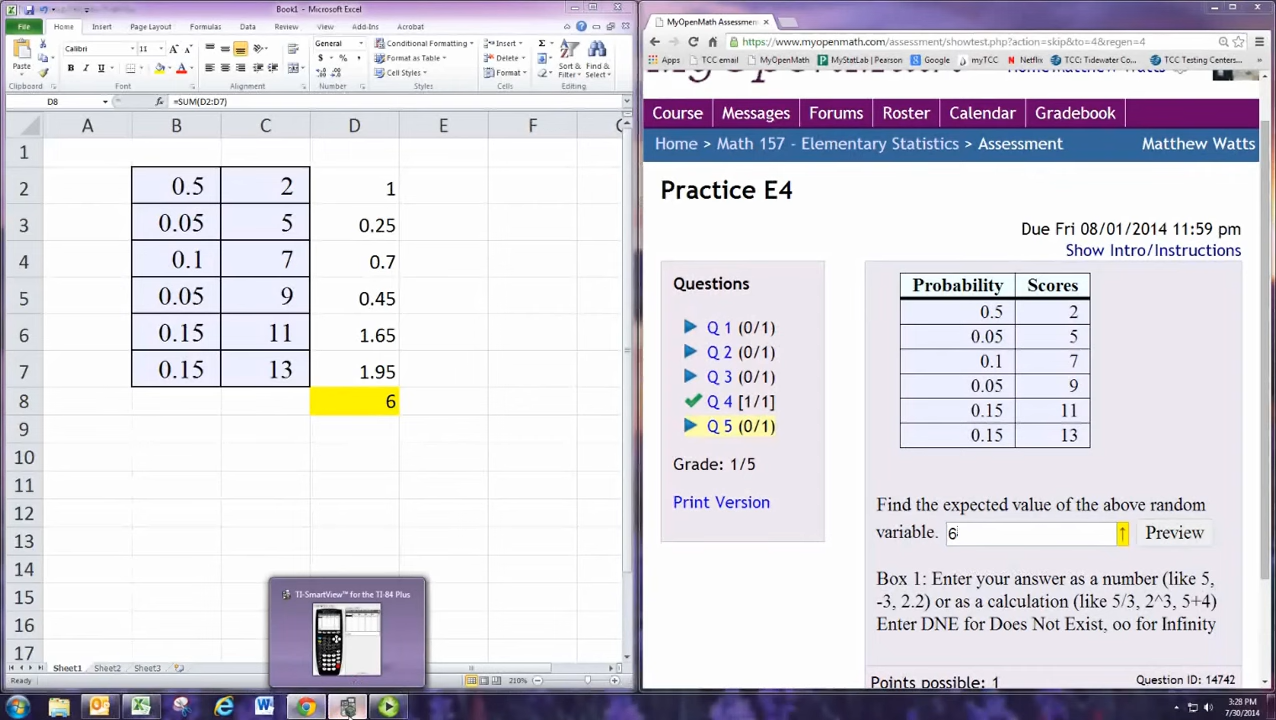 Book1 - Microsoft Excel
File Home Insert Page Layout Formulas Data Review View Add-Ins Acrobat
Paste Calibri 11 A A General Conditional Formatting Insert Σ
B I U A $ % , Format as Table Delete Sort & Filter Find & Select
Cell Styles Format
Clipboard Font Alignment Number Styles Cells Editing
D8 fx =SUM(D2:D7)
A B C D E F
1
2 0.5 2 1
3 0.05 5 0.25
4 0.1 7 0.7
5 0.05 9 0.45
6 0.15 11 1.65
7 0.15 13 1.95
8 6
9
10
11
12
13
14
15
16
17
TI-SmartView™ for the TI-84 Plus
Sheet1 Sheet2 Sheet3
Ready 210%
MyOpenMath Assessment
https://www.myopenmath.com/assessment/showtest.php?action=skip&to=4&regen=4
Apps TCC email MyOpenMath MyStatLab | Pearson Google myTCC Netflix TCC: Tidewater Co... TCC Testing Centers...
Course Messages Forums Roster Calendar Gradebook
Home > Math 157 - Elementary Statistics > Assessment Matthew Watts
Practice E4
Due Fri 08/01/2014 11:59 pm
Show Intro/Instructions
Questions
Q 1 (0/1)
Q 2 (0/1)
Q 3 (0/1)
Q 4 [1/1]
Q 5 (0/1)
Grade: 1/5
Print Version
Probability Scores
0.5 2
0.05 5
0.1 7
0.05 9
0.15 11
0.15 13
Find the expected value of the above random
variable. 6 ↑ Preview
Box 1: Enter your answer as a number (like 5,
-3, 2.2) or as a calculation (like 5/3, 2^3, 5+4)
Enter DNE for Does Not Exist, oo for Infinity
Points possible: 1 Question ID: 14742
3:28 PM
7/30/2014